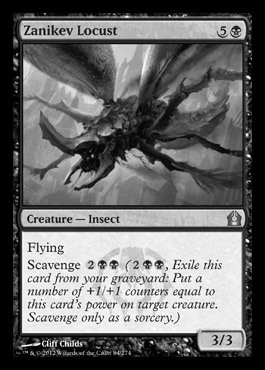 Zanikev Locust 5
Creature — Insect
Flying
Scavenge 2 ( 2, Exile this
card from your graveyard: Put a
number of +1/+1 counters equal to
this card's power on target creature.
Scavenge only as a sorcery.)
Cliff Childs
™ & © 2012 Wizards of the Coast 84/274
3/3